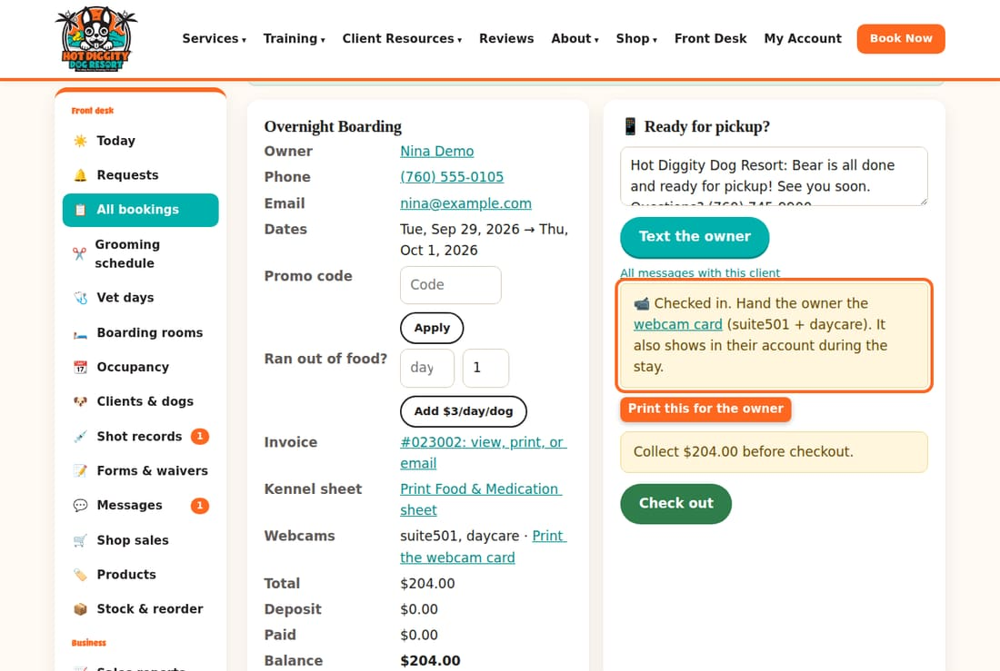 HOT DIGGITY
DOG RESORT
Services ▾
Training ▾
Client Resources ▾
Reviews
About ▾
Shop ▾
Front Desk
My Account
Book Now
Front desk
Today
Requests
All bookings
Grooming
schedule
Vet days
Boarding rooms
Occupancy
Clients & dogs
Shot records 1
Forms & waivers
Messages 1
Shop sales
Products
Stock & reorder
Business
Sales reports
Overnight Boarding
Owner Nina Demo
Phone (760) 555-0105
Email nina@example.com
Dates Tue, Sep 29, 2026 → Thu,
Oct 1, 2026
Promo code Code
Apply
Ran out of food? day 1
Add $3/day/dog
Invoice #023002: view, print, or
email
Kennel sheet Print Food & Medication
sheet
Webcams suite501, daycare · Print
the webcam card
Total $204.00
Deposit $0.00
Paid $0.00
Balance $204.00
Ready for pickup?
Hot Diggity Dog Resort: Bear is all done
and ready for pickup! See you soon.
Questions? (760) 745-9900
Text the owner
All messages with this client
Checked in. Hand the owner the
webcam card (suite501 + daycare). It
also shows in their account during the
stay.
Print this for the owner
Collect $204.00 before checkout.
Check out